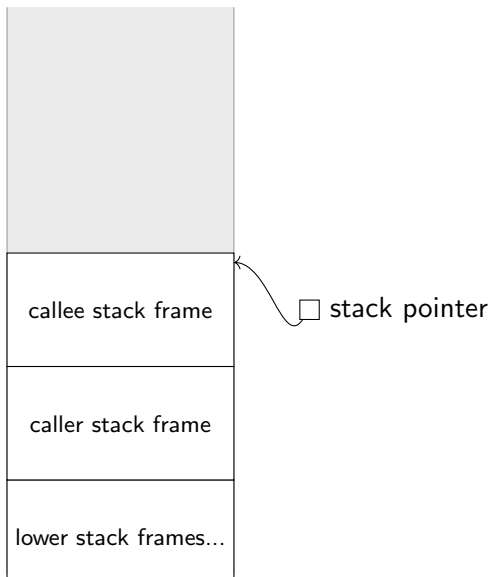 callee stack frame
stack pointer
caller stack frame
lower stack frames...